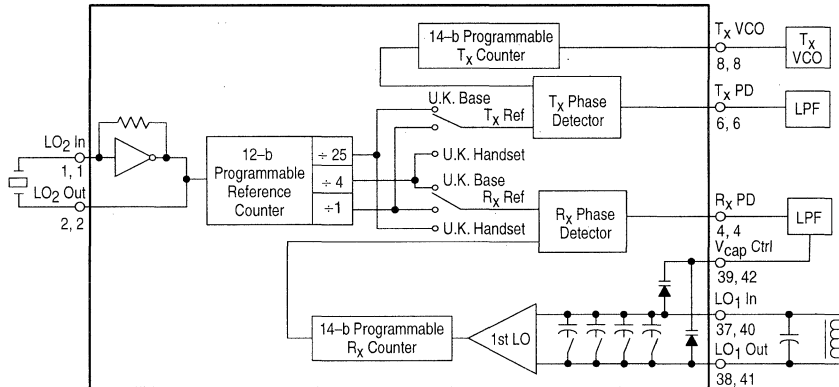 14–b Programmable
Tx Counter
Tx VCO
8, 8
Tx
VCO
U.K. Base
Tx Ref
Tx Phase
Detector
Tx PD
6, 6
LPF
LO2 In
1, 1
LO2 Out
2, 2
12–b
Programmable
Reference
Counter
÷ 25
÷ 4
÷1
U.K. Handset
U.K. Base
Rx Ref
U.K. Handset
Rx Phase
Detector
Rx PD
4, 4
LPF
Vcap Ctrl
39, 42
14–b Programmable
Rx Counter
1st LO
LO1 In
37, 40
LO1 Out
38, 41